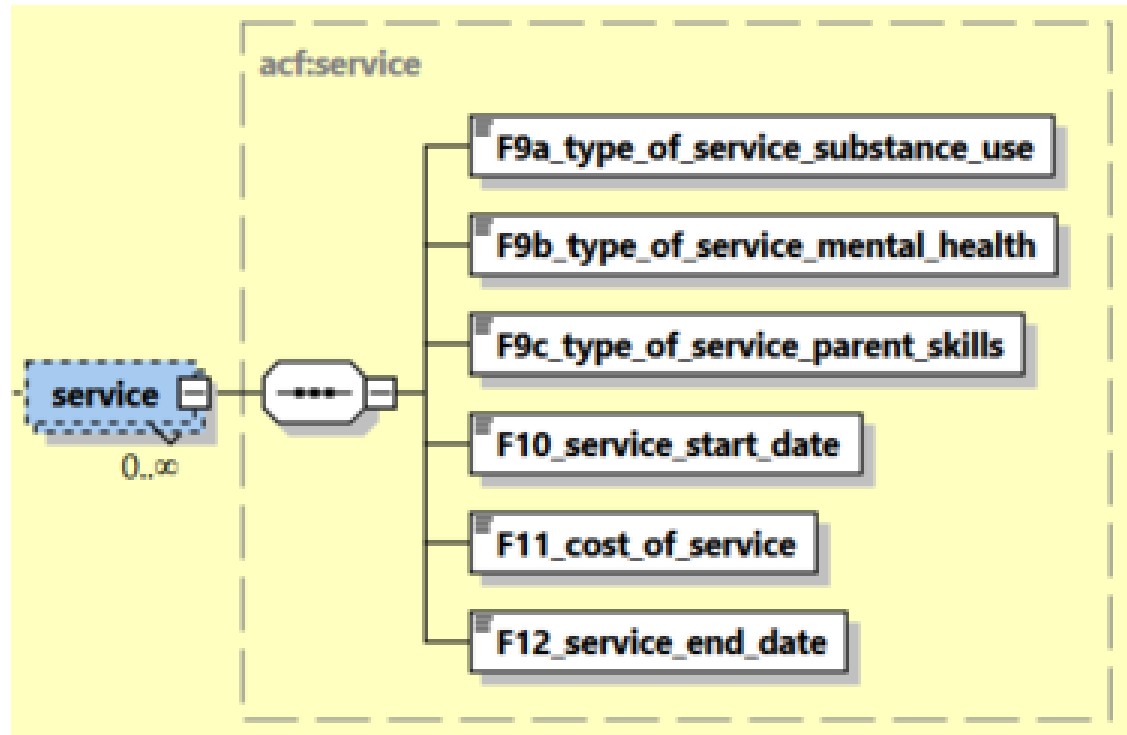 acf:service
F9a_type_of_service_substance_use
F9b_type_of_service_mental_health
F9c_type_of_service_parent_skills
service
0..∞
F10_service_start_date
F11_cost_of_service
F12_service_end_date